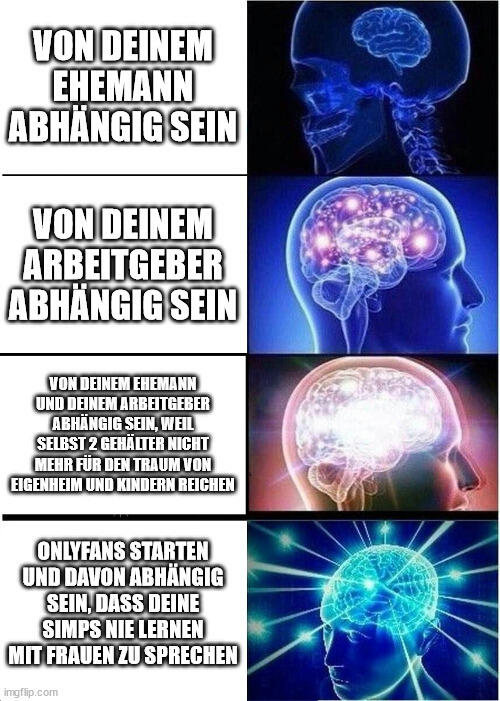 VON DEINEM
EHEMANN
ABHÄNGIG SEIN
VON DEINEM
ARBEITGEBER
ABHÄNGIG SEIN
VON DEINEM EHEMANN
UND DEINEM ARBEITGEBER
ABHÄNGIG SEIN, WEIL
SELBST 2 GEHÄLTER NICHT
MEHR FÜR DEN TRAUM VON
EIGENHEIM UND KINDERN REICHEN
ONLYFANS STARTEN
UND DAVON ABHÄNGIG
SEIN, DASS DEINE
SIMPS NIE LERNEN
MIT FRAUEN ZU SPRECHEN
imgflip.com